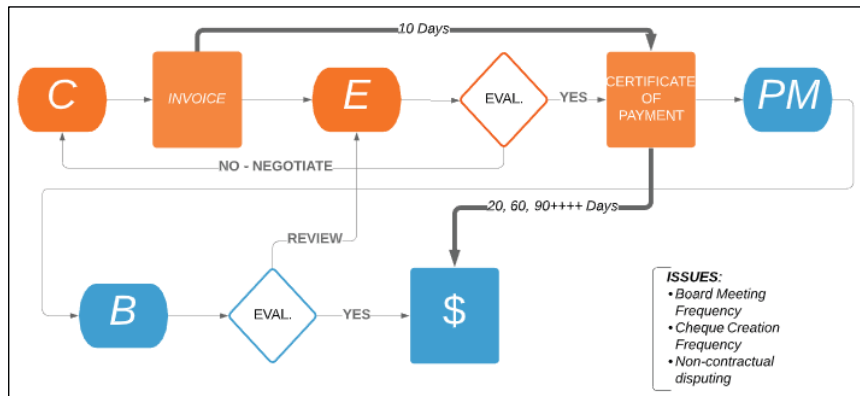 10 Days
C
INVOICE
E
EVAL.
YES
CERTIFICATE
OF
PAYMENT
PM
NO - NEGOTIATE
20, 60, 90++++ Days
REVIEW
B
EVAL.
YES
$
ISSUES:
•Board Meeting
Frequency
•Cheque Creation
Frequency
•Non-contractual
disputing